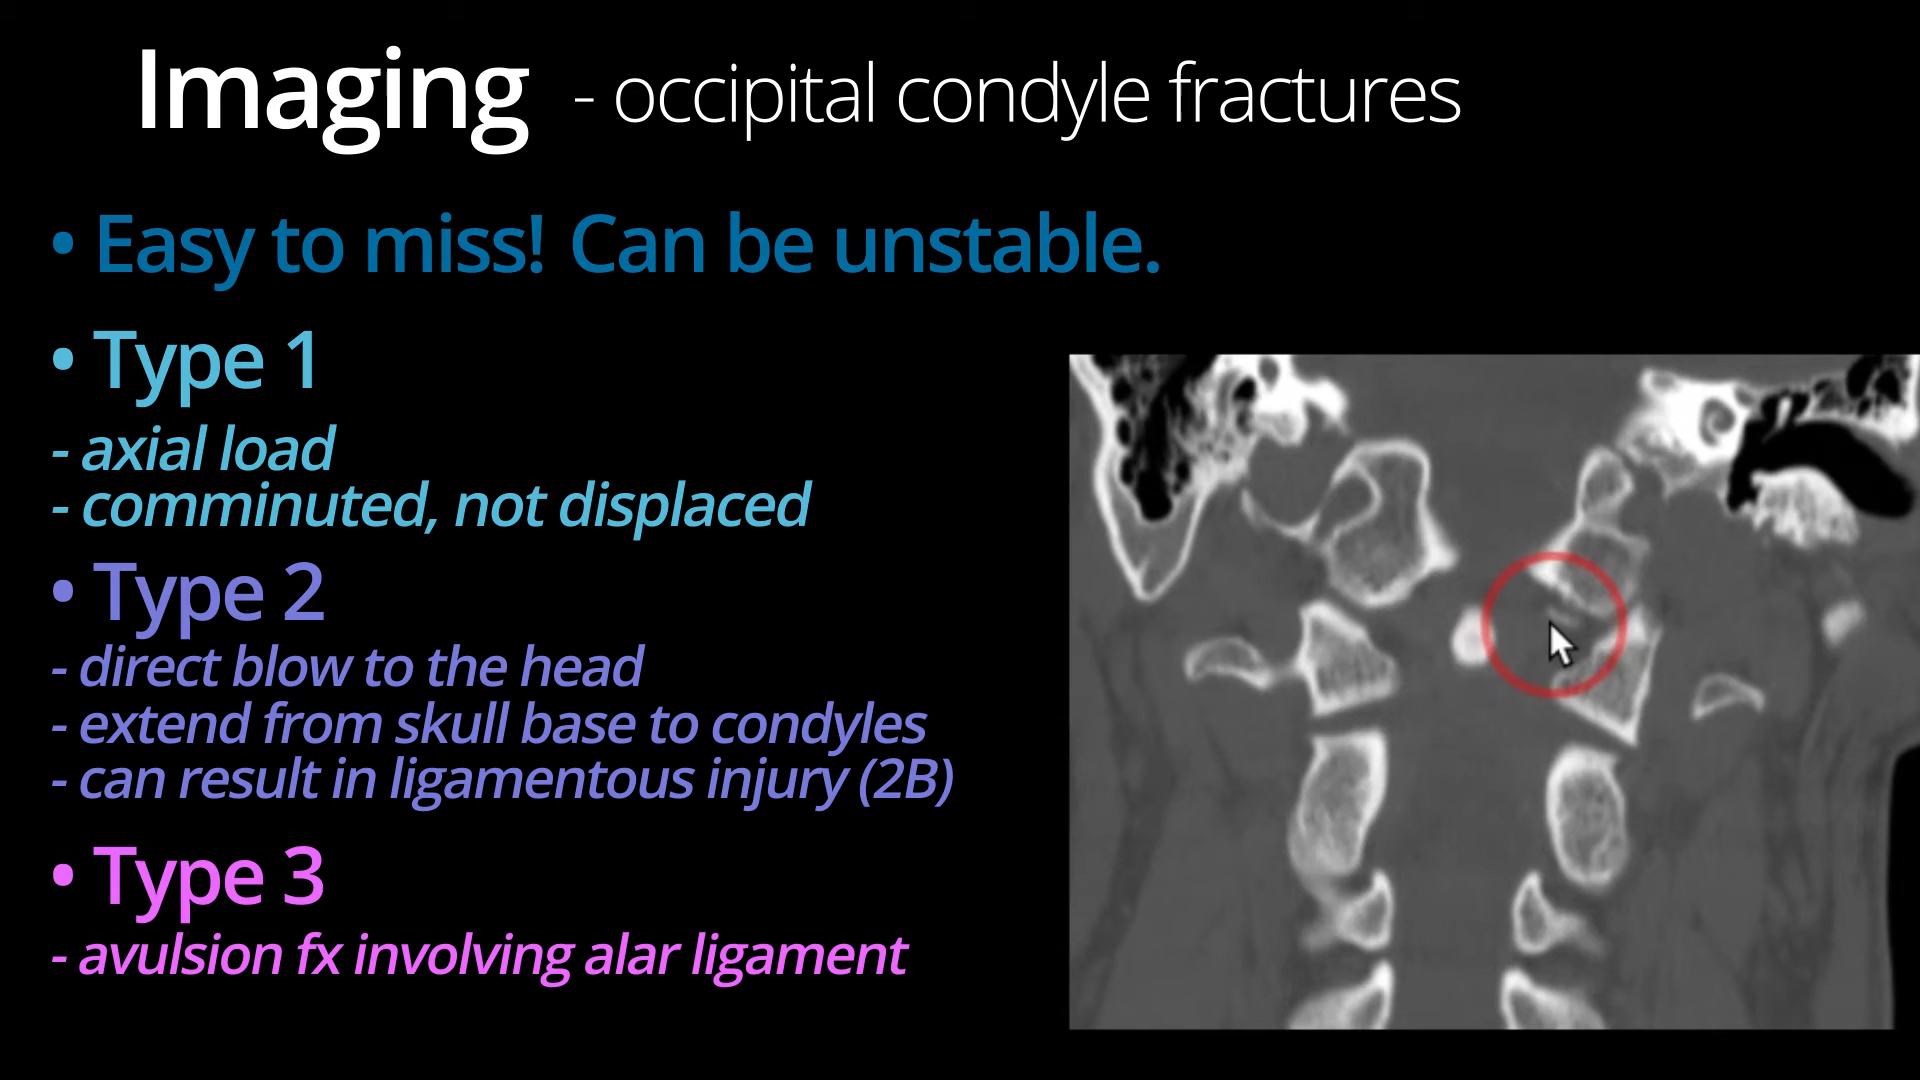 Imaging - occipital condyle fractures
• Easy to miss! Can be unstable.
• Type 1
- axial load
- comminuted, not displaced
• Type 2
- direct blow to the head
- extend from skull base to condyles
- can result in ligamentous injury (2B)
• Type 3
- avulsion fx involving alar ligament